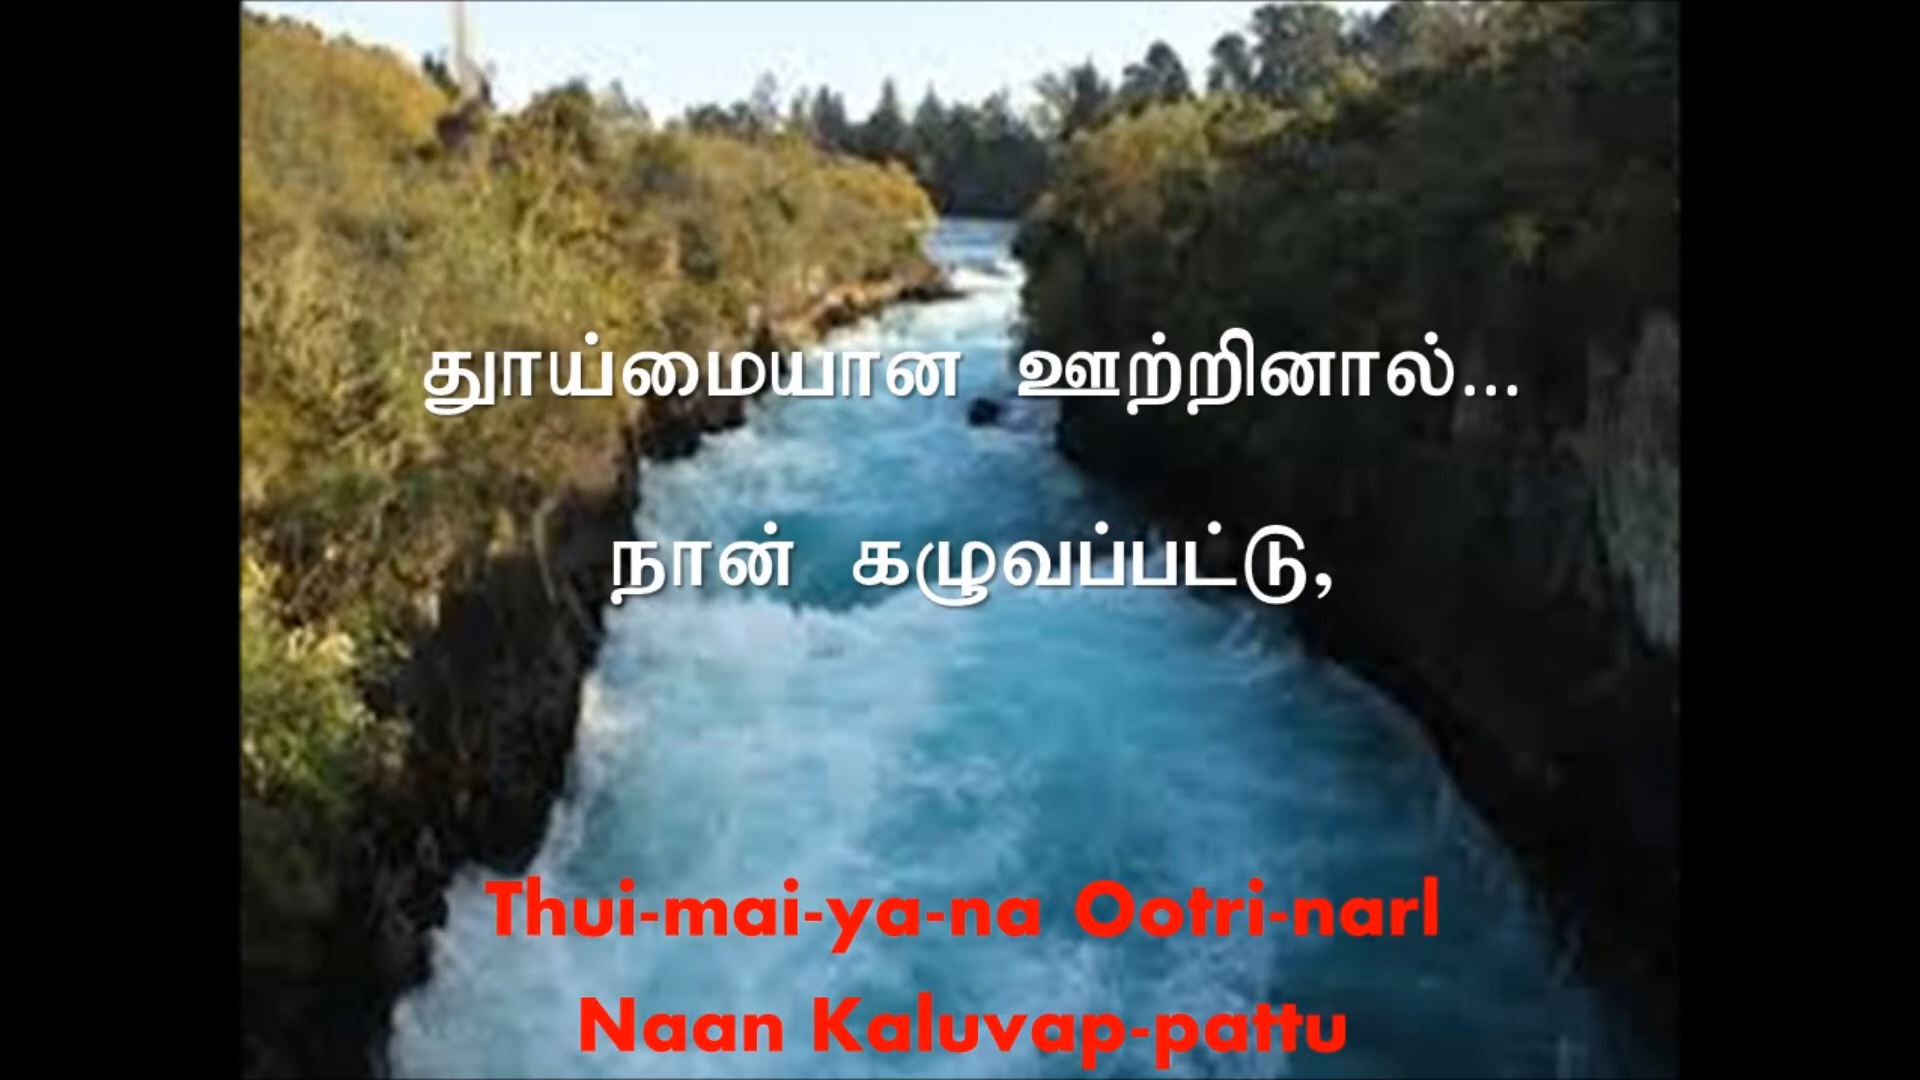 தூய்மையான ஊற்றினால்...
நான் கழுவப்பட்டு,
Thui-mai-ya-na Ootri-narl
Naan Kaluvap-pattu